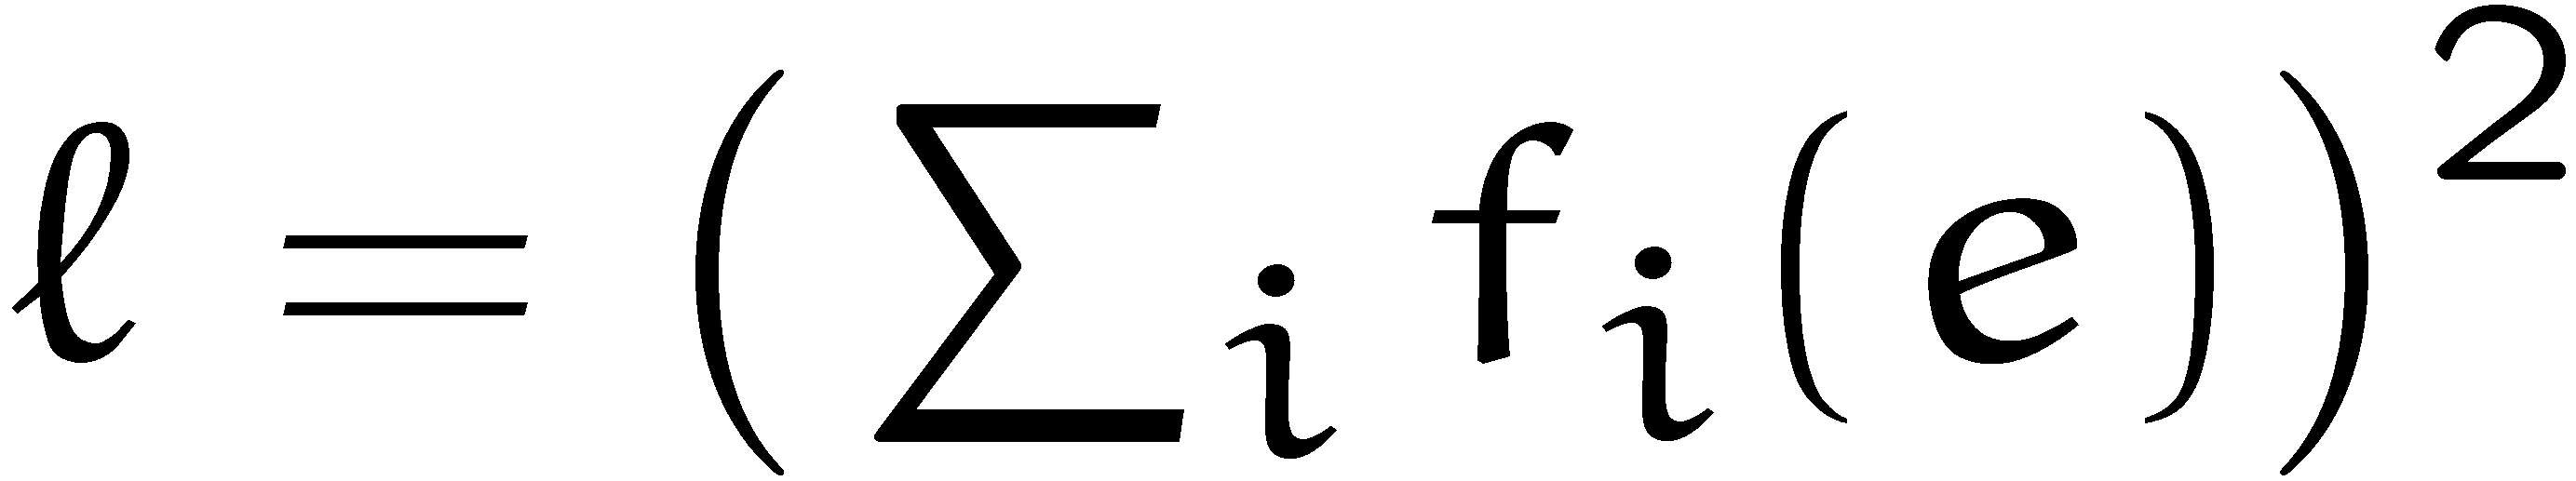 ℓ = (∑ᵢ fᵢ(e))²